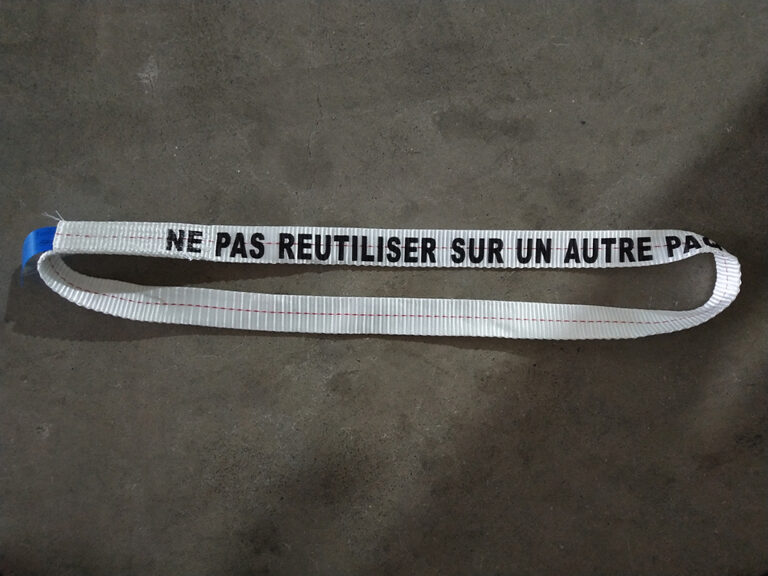 NE PAS REUTILISER SUR UN AUTRE